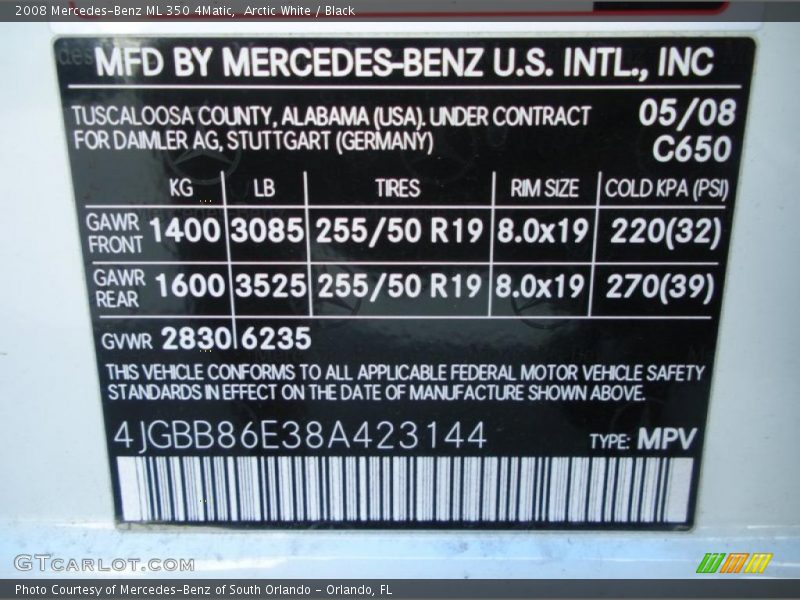 2008 Mercedes-Benz ML 350 4Matic, Arctic White / Black
MFD BY MERCEDES-BENZ U.S. INTL., INC
TUSCALOOSA COUNTY, ALABAMA (USA). UNDER CONTRACT 05/08
FOR DAIMLER AG, STUTTGART (GERMANY) C650
KG LB TIRES RIM SIZE COLD KPA (PSI)
GAWR FRONT 1400 3085 255/50 R19 8.0x19 220(32)
GAWR REAR 1600 3525 255/50 R19 8.0x19 270(39)
GVWR 2830 6235
THIS VEHICLE CONFORMS TO ALL APPLICABLE FEDERAL MOTOR VEHICLE SAFETY
STANDARDS IN EFFECT ON THE DATE OF MANUFACTURE SHOWN ABOVE.
4JGBB86E38A423144 TYPE: MPV
GTcarlot.com
Photo Courtesy of Mercedes-Benz of South Orlando - Orlando, FL